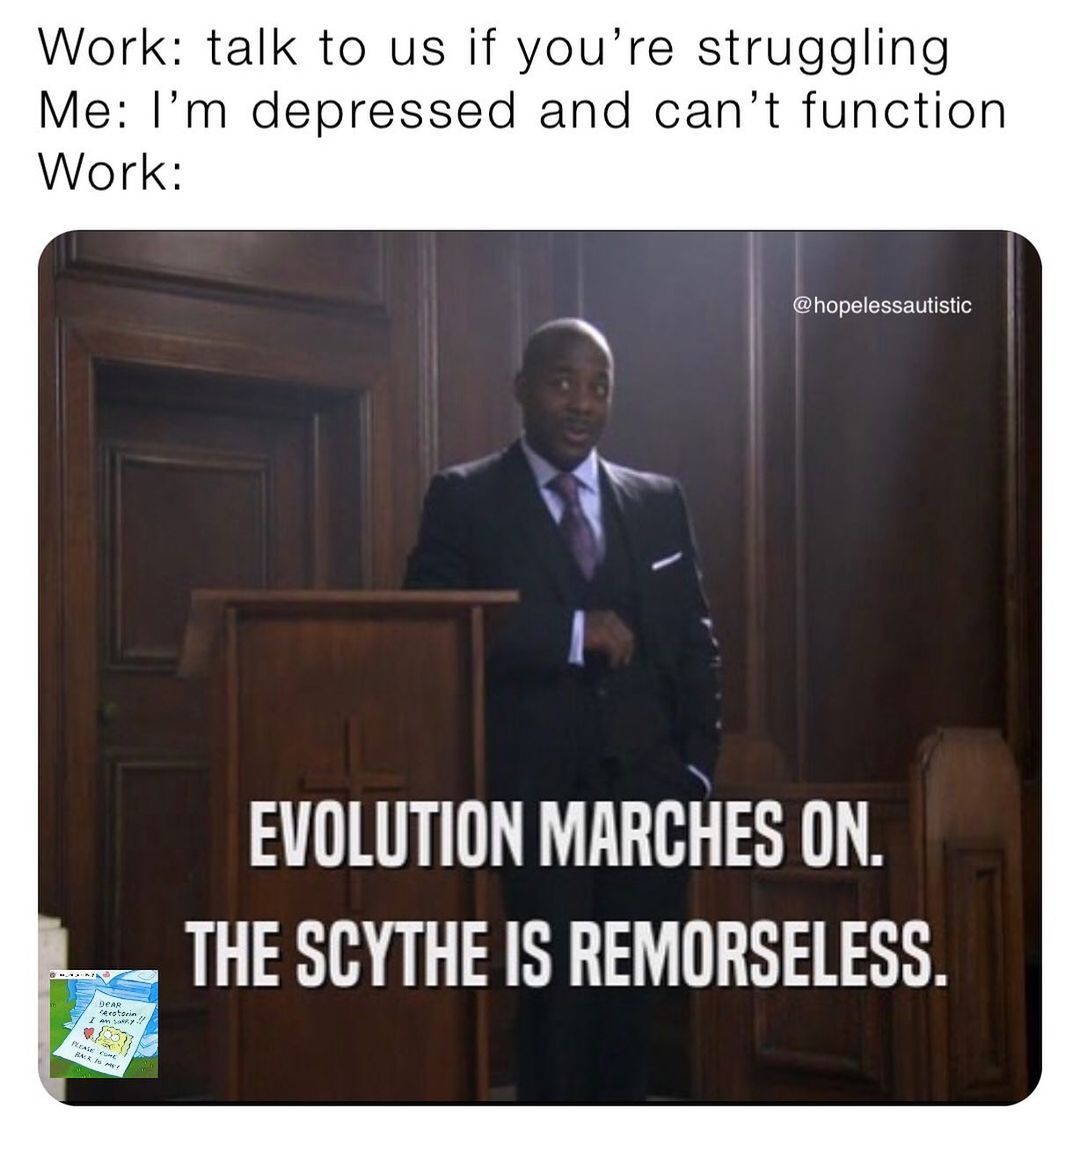 Work: talk to us if you’re struggling
Me: I’m depressed and can’t function
Work:
@hopelessautistic
EVOLUTION MARCHES ON.
THE SCYTHE IS REMORSELESS.
DEAR
serotonin !!
I AM SORRY
PLEASE COME
BACK TO ME!